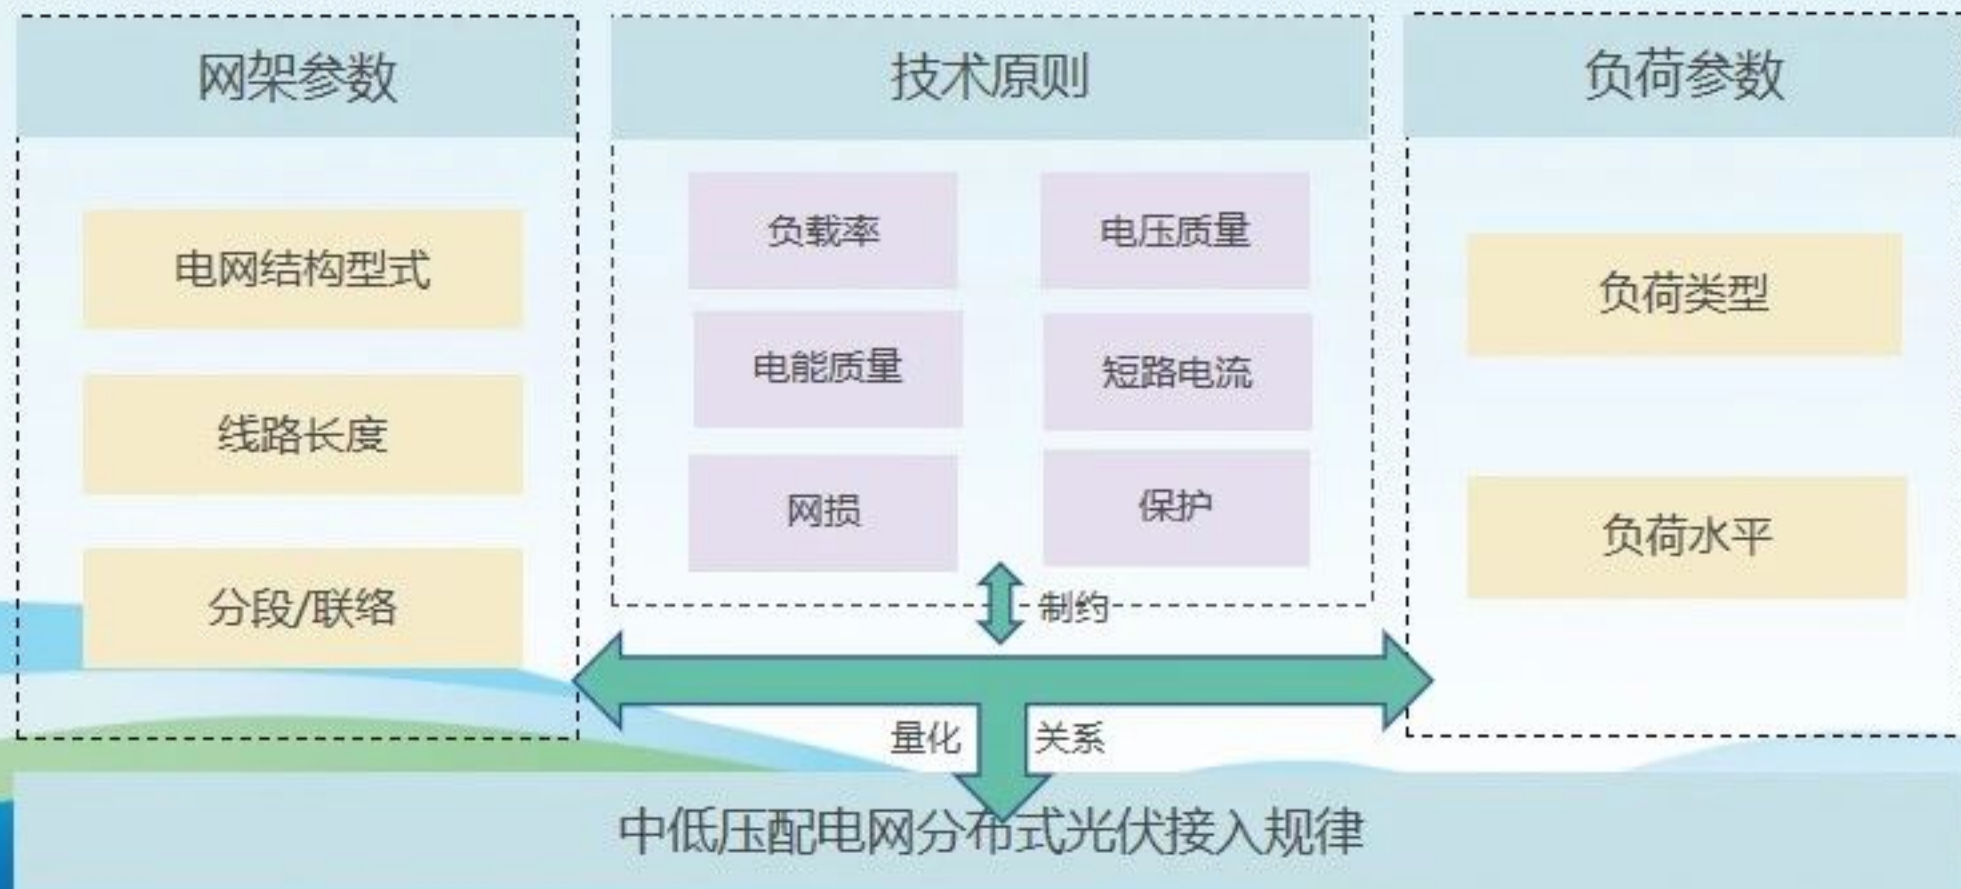 网架参数
电网结构型式
线路长度
分段/联络
技术原则
负载率
电压质量
电能质量
短路电流
网损
保护
制约
负荷参数
负荷类型
负荷水平
量化
关系
中低压配电网分布式光伏接入规律